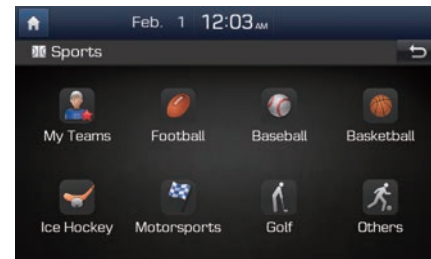 Feb. 1 12:03 AM
Sports
My Teams Football Baseball Basketball
Ice Hockey Motorsports Golf Others